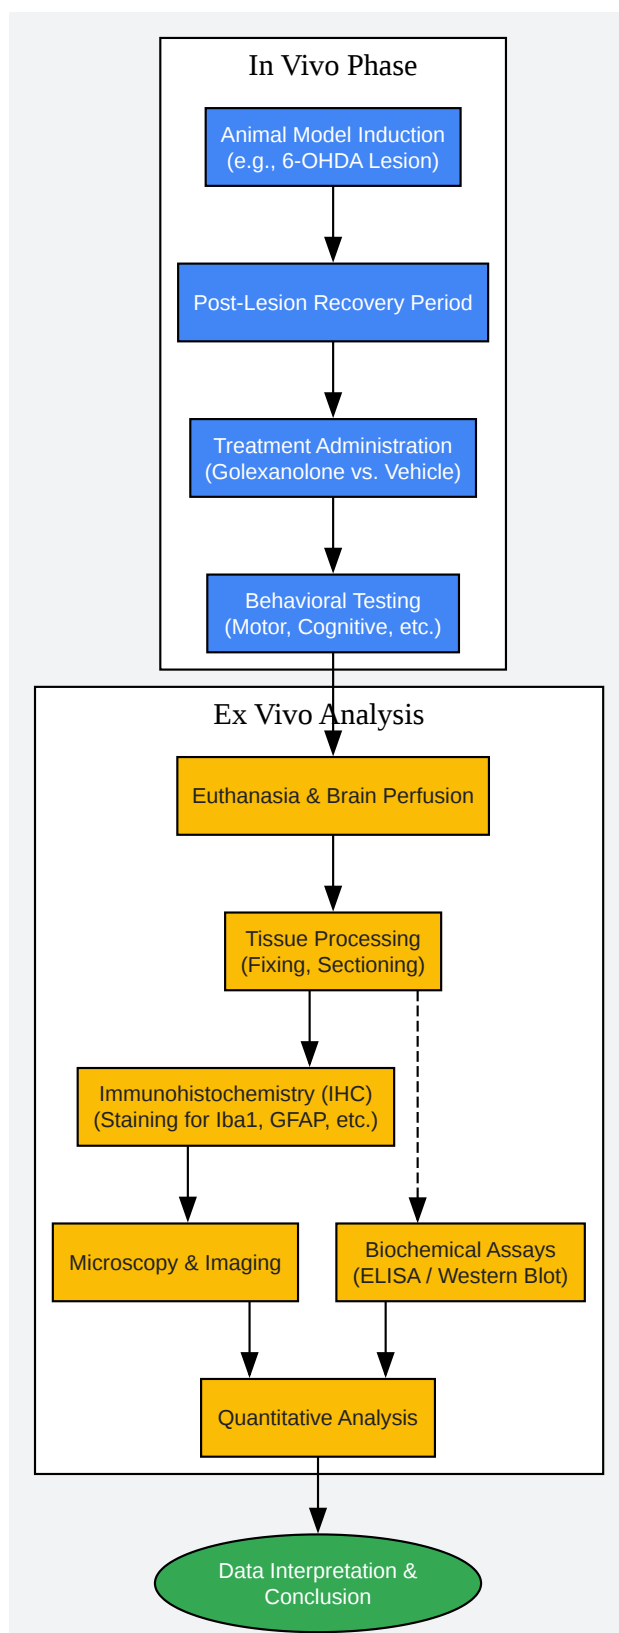 In Vivo Phase
Animal Model Induction
(e.g., 6-OHDA Lesion)
Post-Lesion Recovery Period
Treatment Administration
(Golexanolone vs. Vehicle)
Behavioral Testing
(Motor, Cognitive, etc.)
Ex Vivo Analysis
Euthanasia & Brain Perfusion
Tissue Processing
(Fixing, Sectioning)
Immunohistochemistry (IHC)
(Staining for Iba1, GFAP, etc.)
Microscopy & Imaging
Biochemical Assays
(ELISA / Western Blot)
Quantitative Analysis
Data Interpretation &
Conclusion